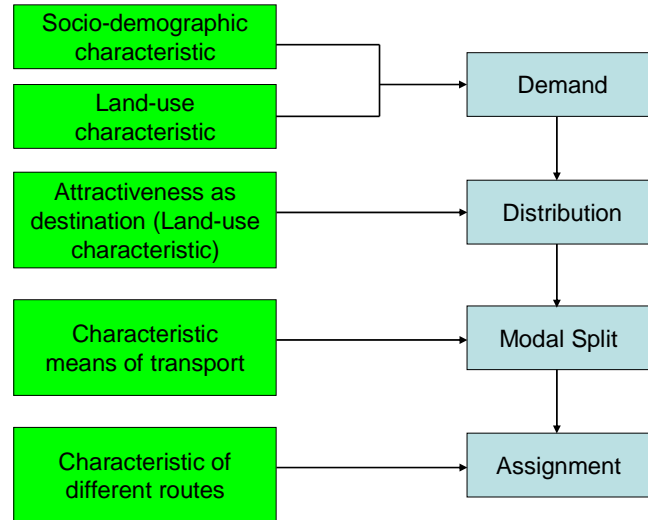 Socio-demographic
characteristic
Demand
Land-use
characteristic
Attractiveness as
destination (Land-use
characteristic)
Distribution
Characteristic
means of transport
Modal Split
Characteristic of
different routes
Assignment